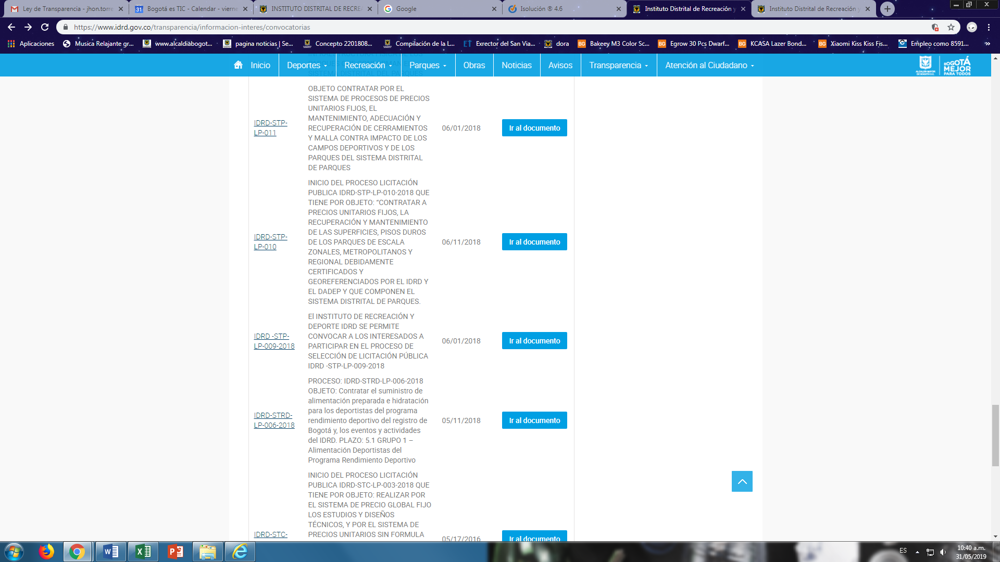 Ley de Transparencia - jhon.torre
Bogotá es TIC - Calendar - vierne
INSTITUTO DISTRITAL DE RECRE
Google
Isolución ® 4.6
Instituto Distrital de Recreación y
Instituto Distrital de Recreación y
https://www.idrd.gov.co/transparencia/informacion-interes/convocatorias
Aplicaciones
Musica Relajante gr...
www.alcaldiabogot...
pagina noticias | Se...
Concepto 2201808...
Compilación de la L...
Exrector del San Via...
dora
Bakeey M3 Color Sc...
Egrow 30 Pcs Dwarf...
KCASA Lazer Bond...
Xiaomi Kiss Kiss Fis...
Empleo como 8591...
»
Inicio
Deportes
Recreación
Parques
Obras
Noticias
Avisos
Transparencia
Atención al Ciudadano
ALCALDÍA MAYOR
DE BOGOTÁ D.C.
BOGOTÁ
MEJOR
PARA TODOS
SISTEMA DISTRITAL DE PARQUES
IDRD-STP-
LP-011
OBJETO CONTRATAR POR EL
SISTEMA DE PROCESOS DE PRECIOS
UNITARIOS FIJOS, EL
MANTENIMIENTO, ADECUACIÓN Y
RECUPERACIÓN DE CERRAMIENTOS
Y MALLA CONTRA IMPACTO DE LOS
CAMPOS DEPORTIVOS Y DE LOS
PARQUES DEL SISTEMA DISTRITAL
DE PARQUES
06/01/2018
Ir al documento
IDRD-STP-
LP-010
INICIO DEL PROCESO LICITACIÓN
PUBLICA IDRD-STP-LP-010-2018 QUE
TIENE POR OBJETO: “CONTRATAR A
PRECIOS UNITARIOS FIJOS, LA
RECUPERACIÓN Y MANTENIMIENTO
DE LAS SUPERFICIES, PISOS DUROS
DE LOS PARQUES DE ESCALA
ZONALES, METROPOLITANOS Y
REGIONAL DEBIDAMENTE
CERTIFICADOS Y
GEOREFERENCIADOS POR EL IDRD Y
EL DADEP Y QUE COMPONEN EL
SISTEMA DISTRITAL DE PARQUES.
06/11/2018
Ir al documento
IDRD -STP-
LP-009-2018
El INSTITUTO DE RECREACIÓN Y
DEPORTE IDRD SE PERMITE
CONVOCAR A LOS INTERESADOS A
PARTICIPAR EN EL PROCESO DE
SELECCIÓN DE LICITACIÓN PÚBLICA
IDRD -STP-LP-009-2018
06/01/2018
Ir al documento
IDRD-STRD-
LP-006-2018
PROCESO: IDRD-STRD-LP-006-2018
OBJETO: Contratar el suministro de
alimentación preparada e hidratación
para los deportistas del programa
rendimiento deportivo del registro de
Bogotá y, los eventos y actividades
del IDRD. PLAZO: 5.1 GRUPO 1 –
Alimentación Deportistas del
Programa Rendimiento Deportivo
05/11/2018
Ir al documento
IDRD-STC-
INICIO DEL PROCESO LICITACIÓN
PUBLICA IDRD-STC-LP-003-2018 QUE
TIENE POR OBJETO: REALIZAR POR
EL SISTEMA DE PRECIO GLOBAL FIJO
LOS ESTUDIOS Y DISEÑOS
TÉCNICOS, Y POR EL SISTEMA DE
PRECIOS UNITARIOS SIN FORMULA
05/17/2016
Ir al documento
ES
10:40 a.m.
31/05/2019